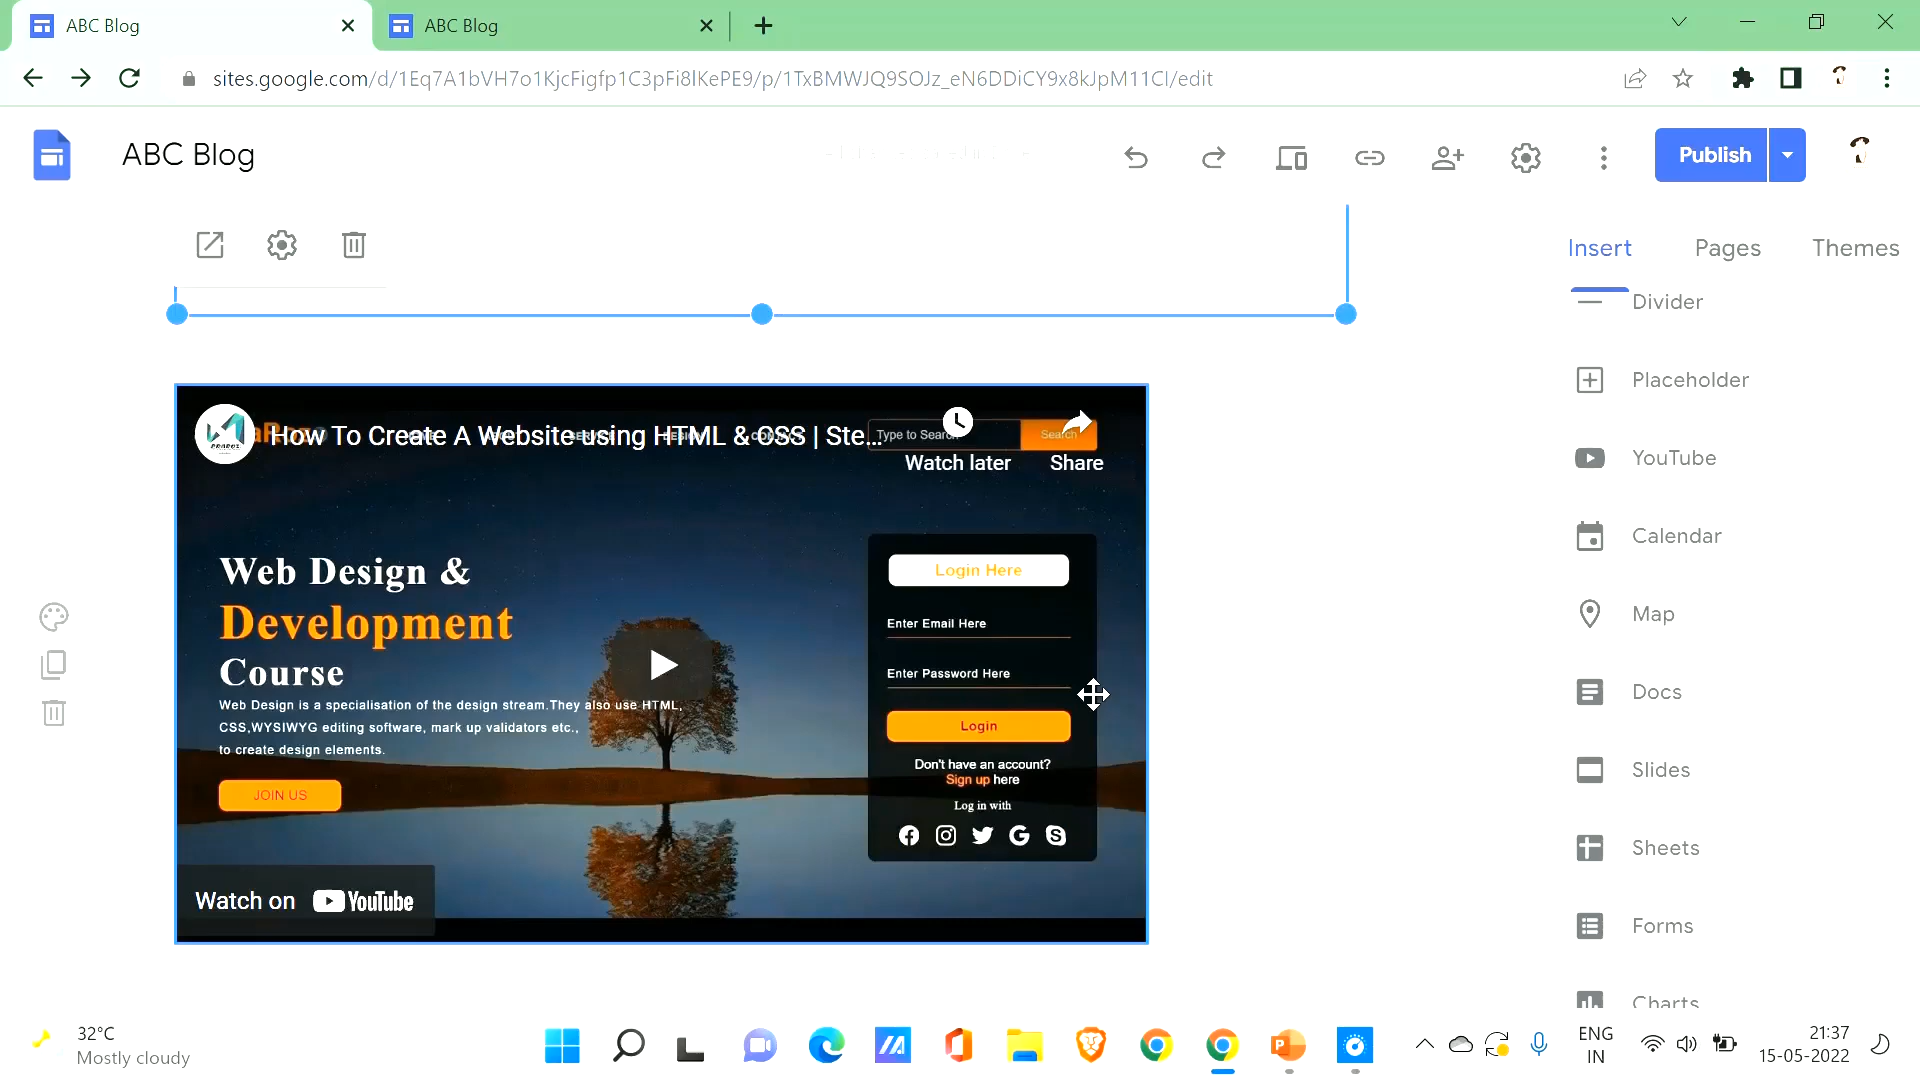 ABC Blog
ABC Blog
sites.google.com/d/1Eq7A1bVH7o1KjcFigfp1C3pFi8lKePE9/p/1TxBMWJQ9SOJz_eN6DDiCY9x8kJpM11CI/edit
ABC Blog
Publish
Insert Pages Themes
Divider
Placeholder
YouTube
Calendar
Map
Docs
Slides
Sheets
Forms
Charts
How To Create A Website using HTML & CSS | Ste...
Type to Search
Search
Watch later
Share
Web Design &
Development
Course
Web Design is a specialisation of the design stream.They also use HTML,
CSS,WYSIWYG editing software, mark up validators etc.,
to create design elements.
JOIN US
Login Here
Enter Email Here
Enter Password Here
Login
Don't have an account?
Sign up here
Log in with
Watch on YouTube
32°C
Mostly cloudy
ENG
IN
21:37
15-05-2022